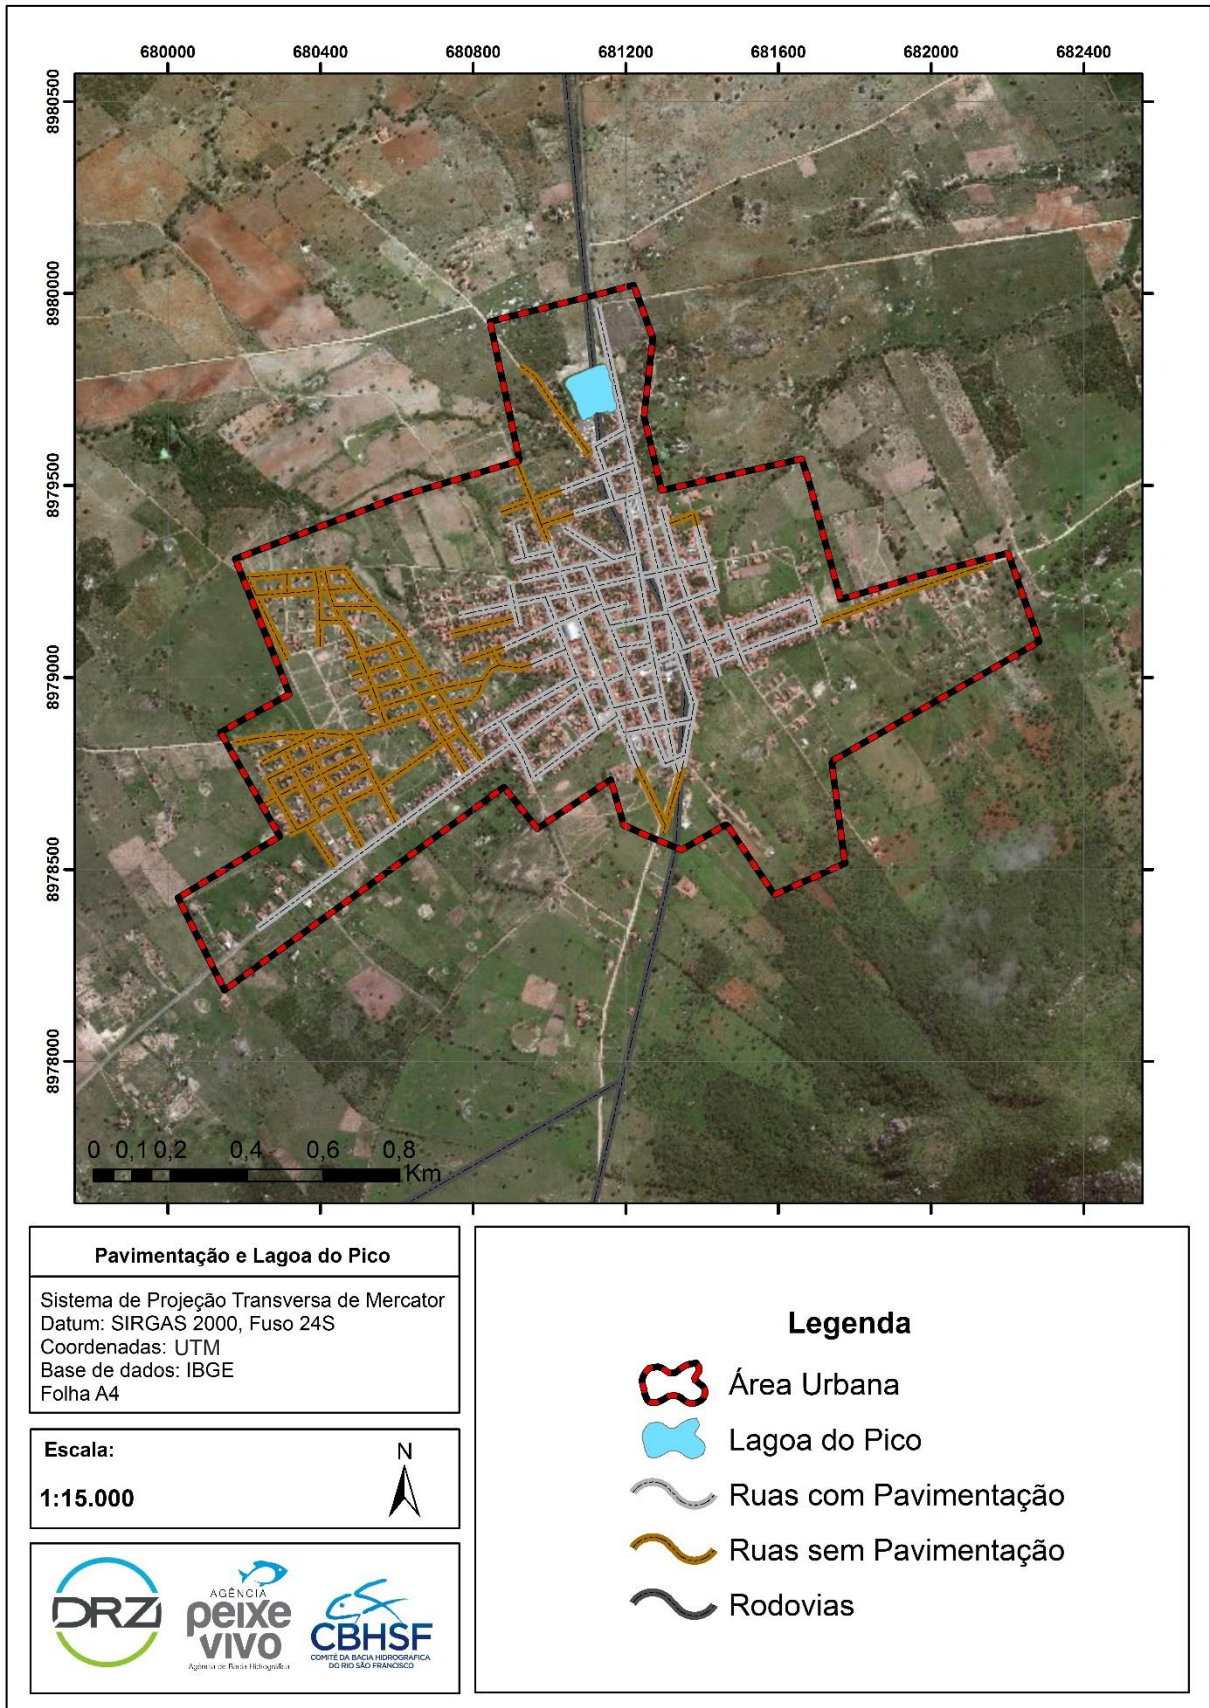 680000 680400 680800 681200 681600 682000 682400
8980500
8980000
8979500
8979000
8978500
8978000
0 0,1 0,2 0,4 0,6 0,8
Km
Pavimentação e Lagoa do Pico
Sistema de Projeção Transversa de Mercator
Datum: SIRGAS 2000, Fuso 24S
Coordenadas: UTM
Base de dados: IBGE
Folha A4
Escala:
1:15.000
N
DRZ
AGÊNCIA
peixe
vivo
Agência de Bacia Hidrográfica
CBHSF
COMITÊ DA BACIA HIDROGRÁFICA
DO RIO SÃO FRANCISCO
Legenda
Área Urbana
Lagoa do Pico
Ruas com Pavimentação
Ruas sem Pavimentação
Rodovias